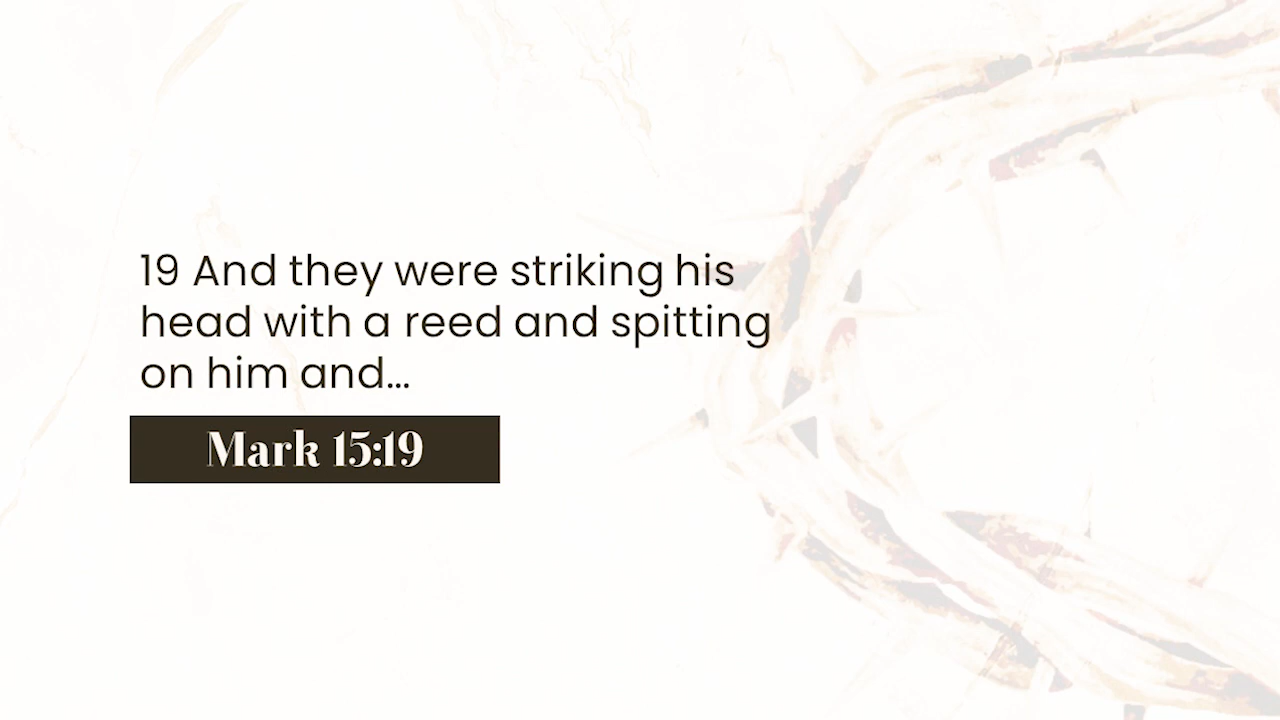 19 And they were striking his
head with a reed and spitting
on him and...
Mark 15:19